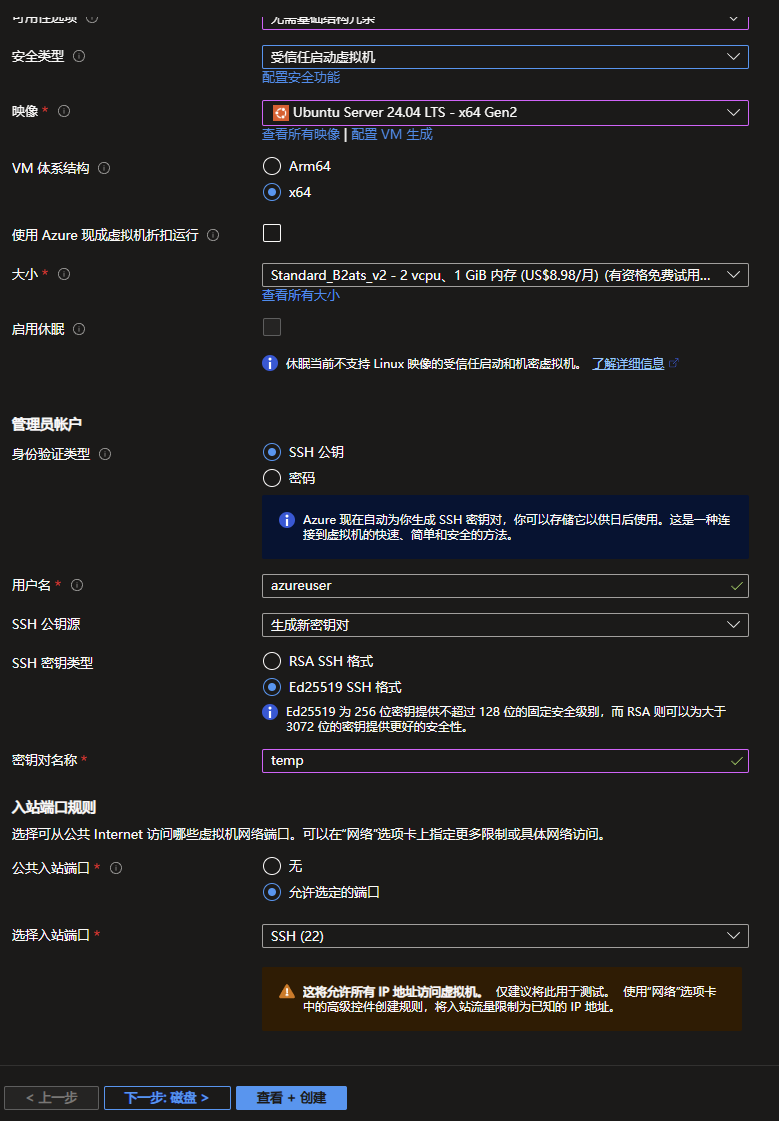 可用性选项
无需基础结构冗余
安全类型
受信任启动虚拟机
配置安全功能
映像 *
Ubuntu Server 24.04 LTS - x64 Gen2
查看所有映像 | 配置 VM 生成
VM 体系结构
Arm64
x64
使用 Azure 现成虚拟机折扣运行
大小 *
Standard_B2ats_v2 - 2 vcpu、1 GiB 内存 (US$8.98/月) (有资格免费试用...
查看所有大小
启用休眠
休眠当前不支持 Linux 映像的受信任启动和机密虚拟机。 了解详细信息
管理员帐户
身份验证类型
SSH 公钥
密码
Azure 现在自动为你生成 SSH 密钥对，你可以存储它以供日后使用。这是一种连
接到虚拟机的快速、简单和安全的方法。
用户名 *
azureuser
SSH 公钥源
生成新密钥对
SSH 密钥类型
RSA SSH 格式
Ed25519 SSH 格式
Ed25519 为 256 位密钥提供不超过 128 位的固定安全级别，而 RSA 则可以为大于
3072 位的密钥提供更好的安全性。
密钥对名称 *
temp
入站端口规则
选择可从公共 Internet 访问哪些虚拟机网络端口。可以在“网络”选项卡上指定更多限制或具体网络访问。
公共入站端口 *
无
允许选定的端口
选择入站端口 *
SSH (22)
这将允许所有 IP 地址访问虚拟机。 仅建议将此用于测试。 使用“网络”选项卡
中的高级控件创建规则，将入站流量限制为已知的 IP 地址。
< 上一步
下一步: 磁盘 >
查看 + 创建